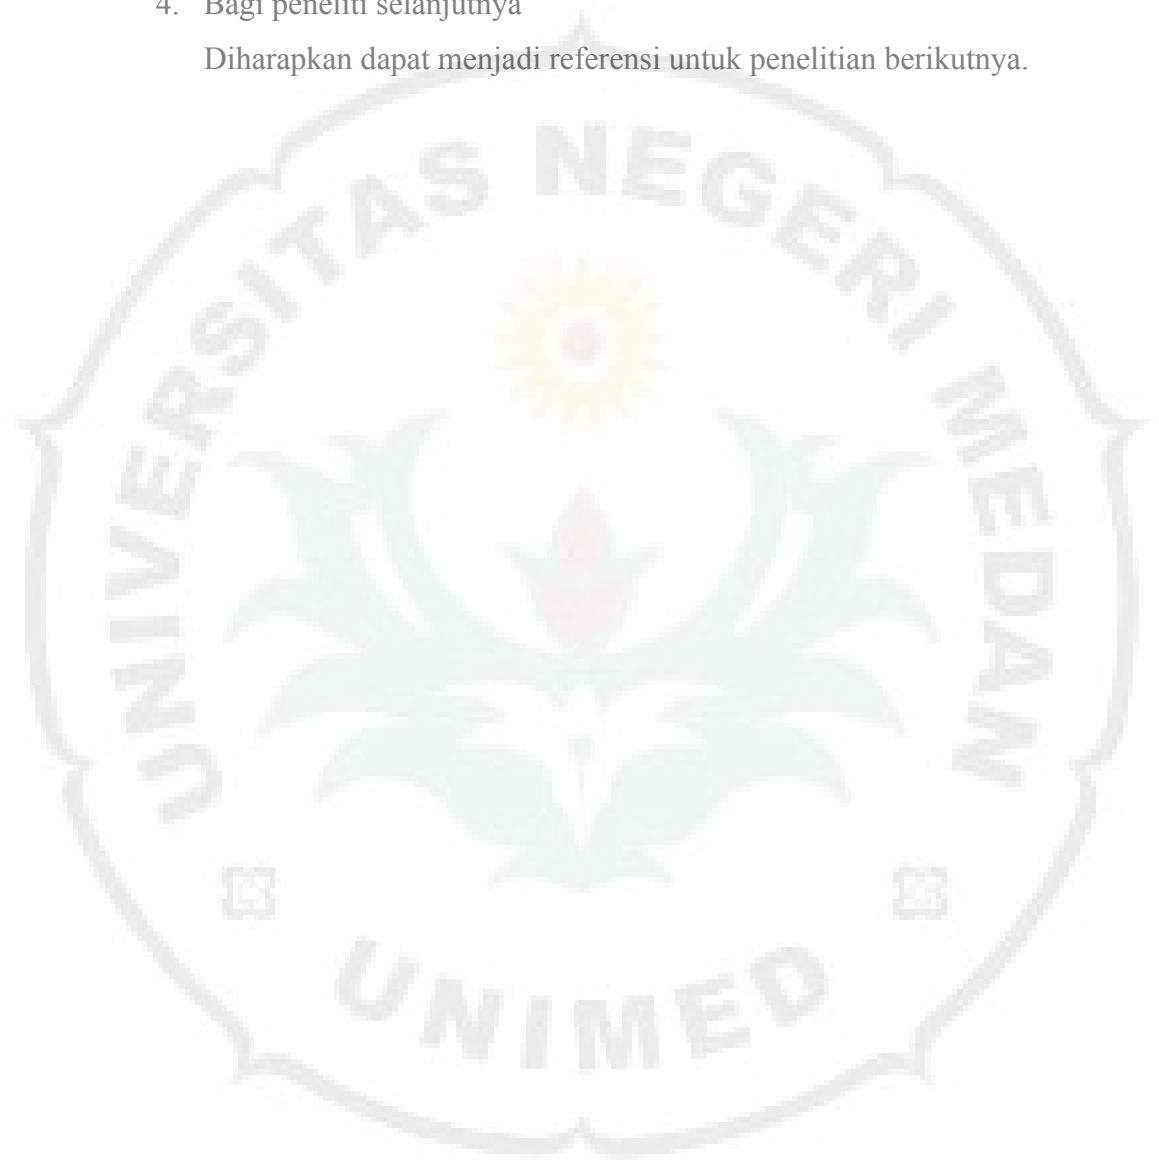 4. Bagi peneliti selanjutnya
Diharapkan dapat menjadi referensi untuk penelitian berikutnya.
UNIVERSITAS NEGERI MEDAN
UNIMED